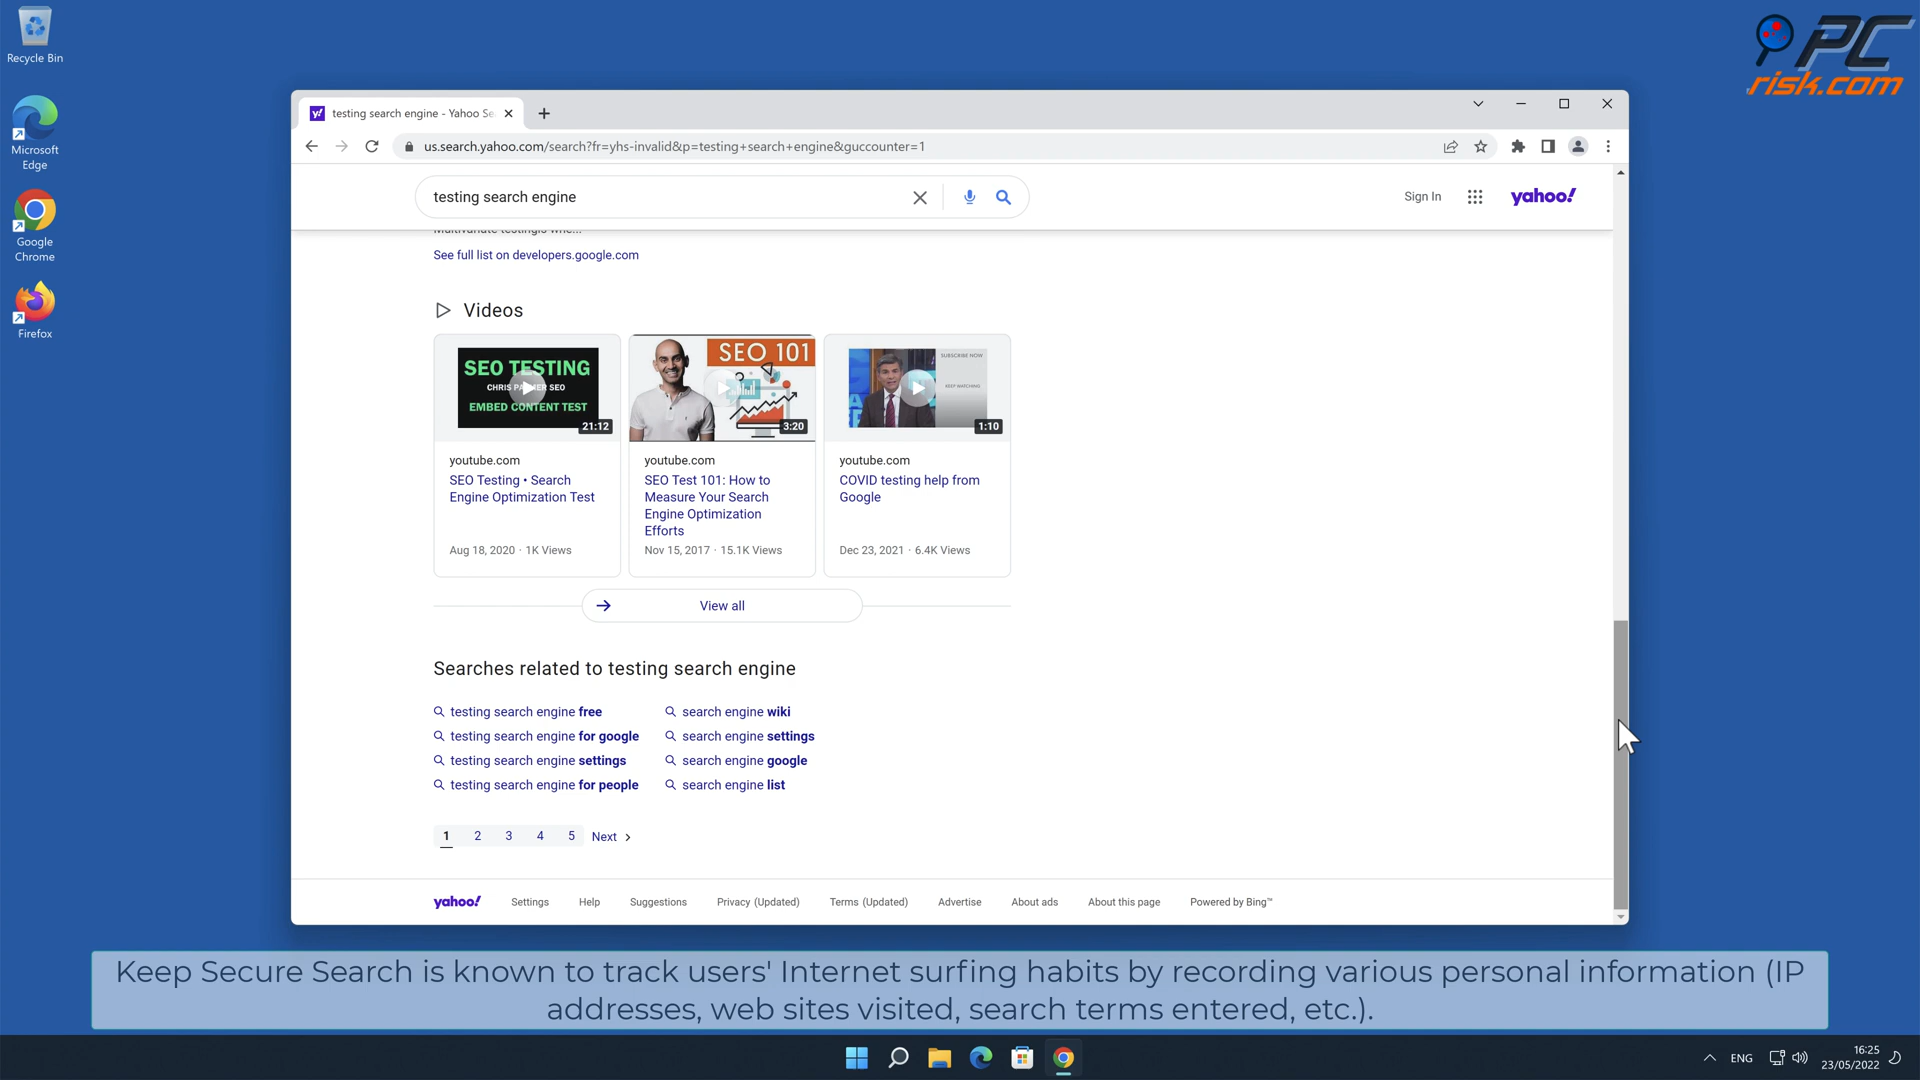 Recycle Bin
Microsoft
Edge
Google
Chrome
Firefox
PC
risk.com
testing search engine - Yahoo Se
us.search.yahoo.com/search?fr=yhs-invalid&p=testing+search+engine&guccounter=1
testing search engine
Sign In
yahoo!
Multivariate testingIs whe...
See full list on developers.google.com
Videos
SEO TESTING
CHRIS PALMER SEO
EMBED CONTENT TEST
21:12
youtube.com
SEO Testing • Search
Engine Optimization Test
Aug 18, 2020 · 1K Views
SEO 101
3:20
youtube.com
SEO Test 101: How to
Measure Your Search
Engine Optimization
Efforts
Nov 15, 2017 · 15.1K Views
SUBSCRIBE NOW
KEEP WATCHING
1:10
youtube.com
COVID testing help from
Google
Dec 23, 2021 · 6.4K Views
View all
Searches related to testing search engine
testing search engine free
testing search engine for google
testing search engine settings
testing search engine for people
search engine wiki
search engine settings
search engine google
search engine list
1 2 3 4 5 Next
yahoo! Settings Help Suggestions Privacy (Updated) Terms (Updated) Advertise About ads About this page Powered by Bing™
Keep Secure Search is known to track users' Internet surfing habits by recording various personal information (IP
addresses, web sites visited, search terms entered, etc.).
ENG
16:25
23/05/2022